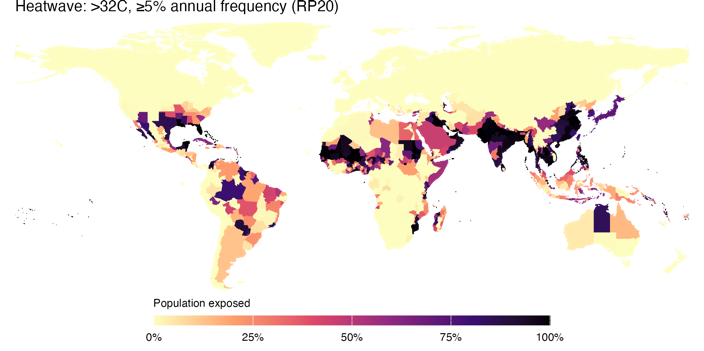 Heatwave: >32C, ≥5% annual frequency (RP20)
Population exposed
0% 25% 50% 75% 100%